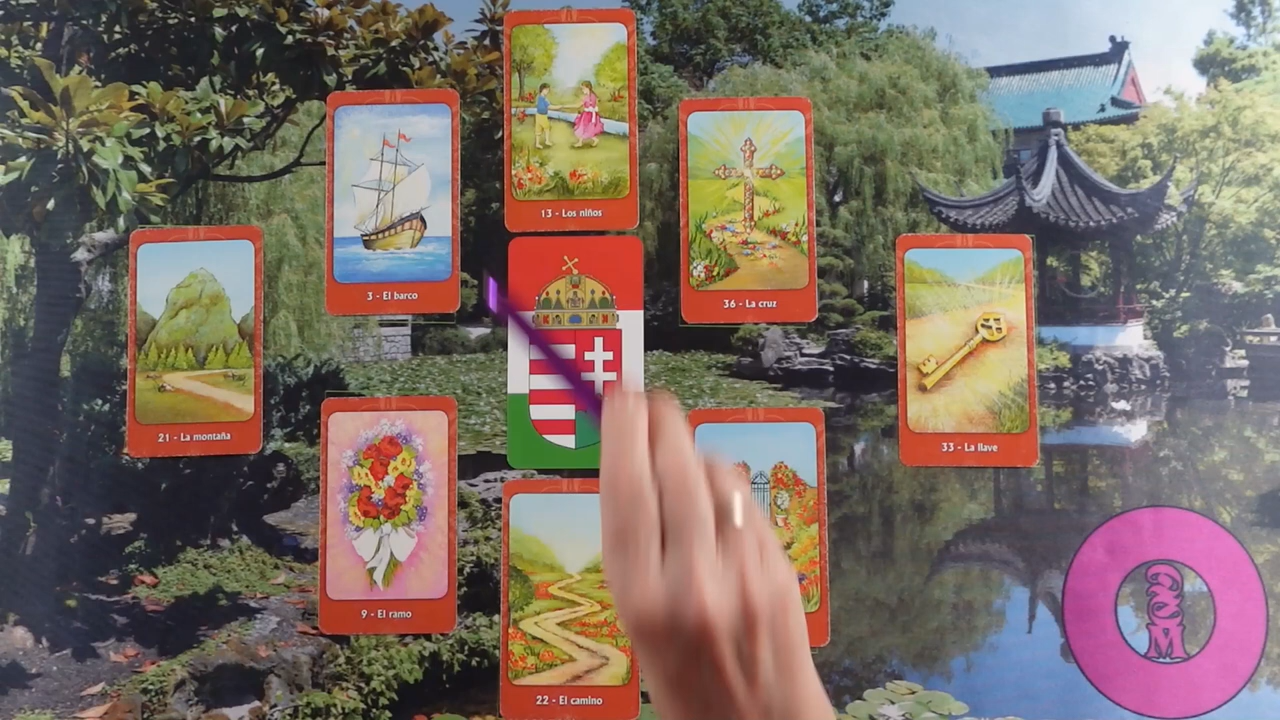 13 - Los niños
3 - El barco
36 - La cruz
21 - La montaña
33 - La llave
9 - El ramo
22 - El camino